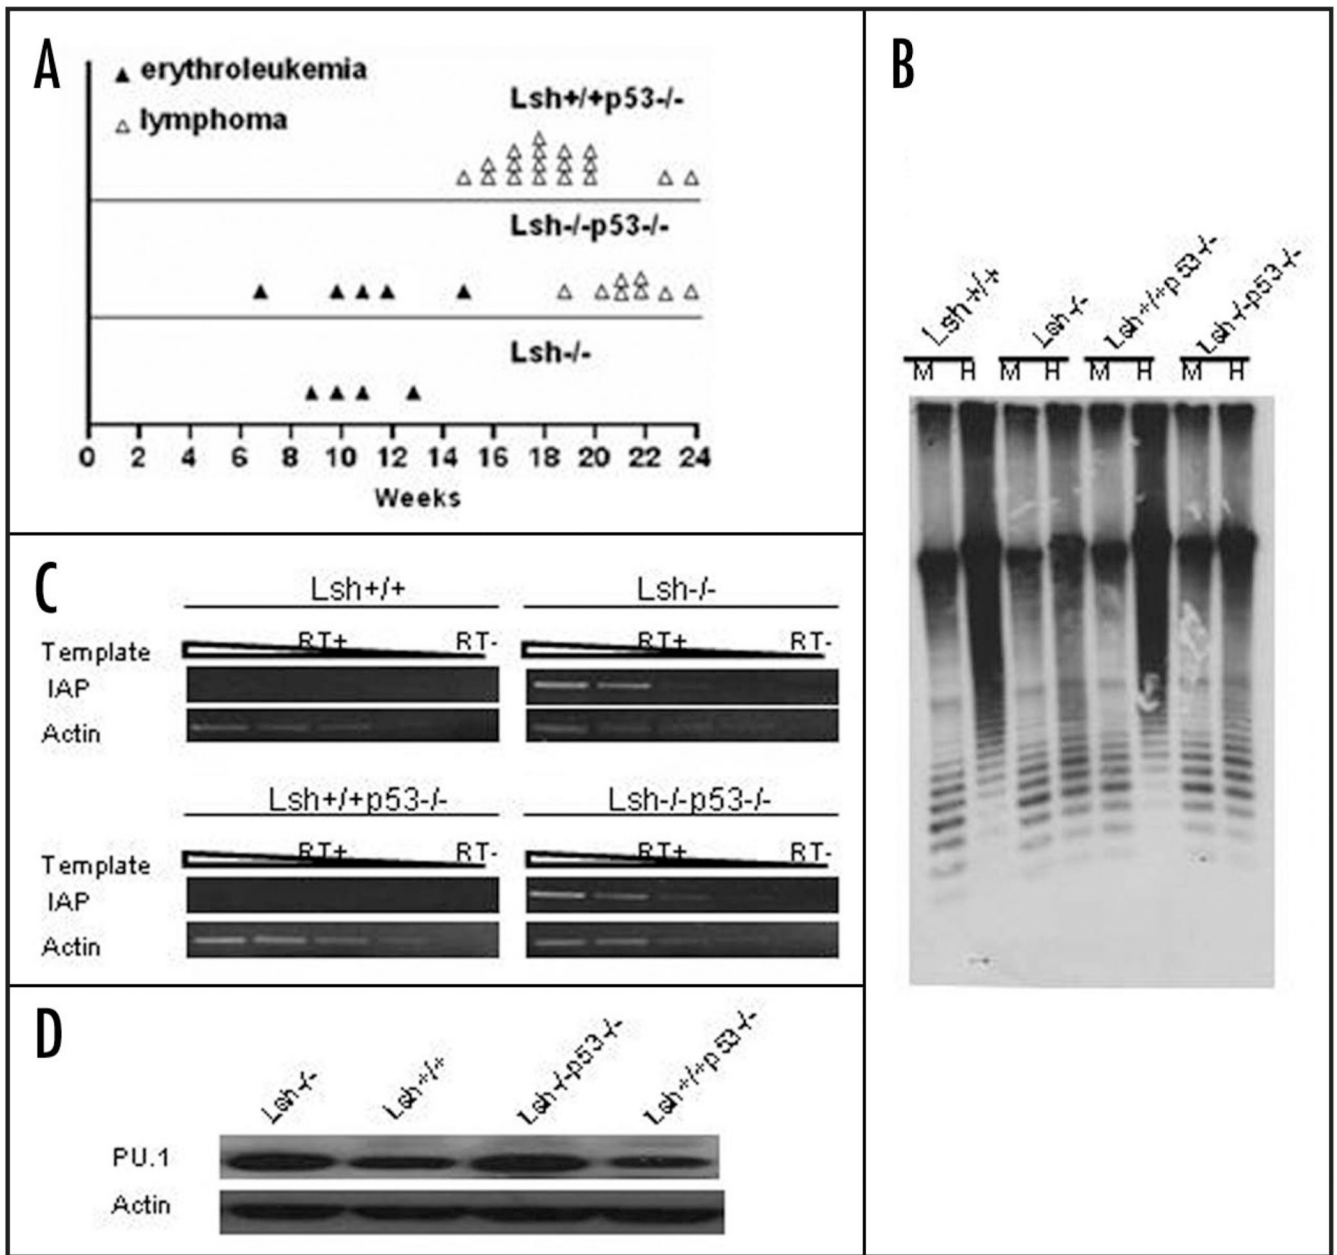 A
▲ erythroleukemia
△ lymphoma
Lsh+/+p53-/-
Lsh-/-p53-/-
Lsh-/-
0 2 4 6 8 10 12 14 16 18 20 22 24
Weeks
B
Lsh+/+ Lsh-/- Lsh+/+p53-/- Lsh-/-p53-/-
M H M H M H M H
C
Lsh+/+ Lsh-/-
Template RT+ RT- RT+ RT-
IAP
Actin
Lsh+/+p53-/- Lsh-/-p53-/-
Template RT+ RT- RT+ RT-
IAP
Actin
D
Lsh-/- Lsh+/+ Lsh-/-p53-/- Lsh+/+p53-/-
PU.1
Actin